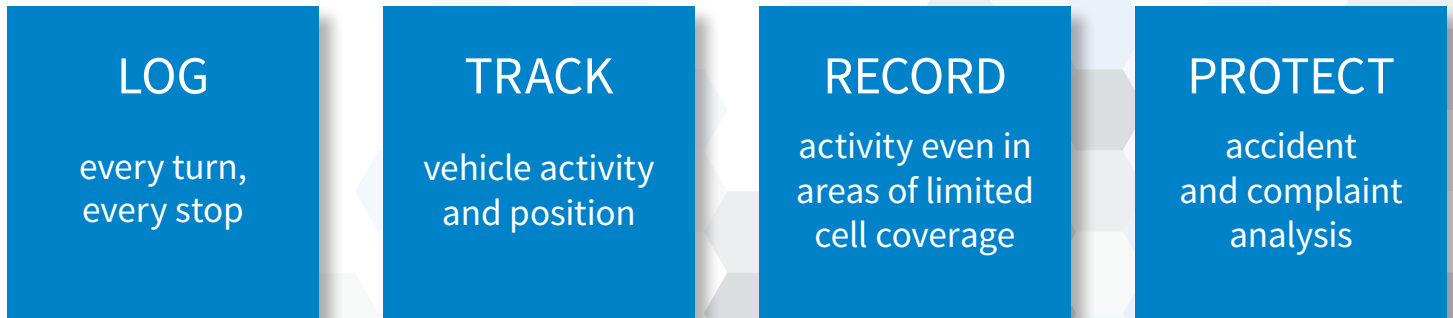 LOG
every turn,
every stop
TRACK
vehicle activity
and position
RECORD
activity even in
areas of limited
cell coverage
PROTECT
accident
and complaint
analysis